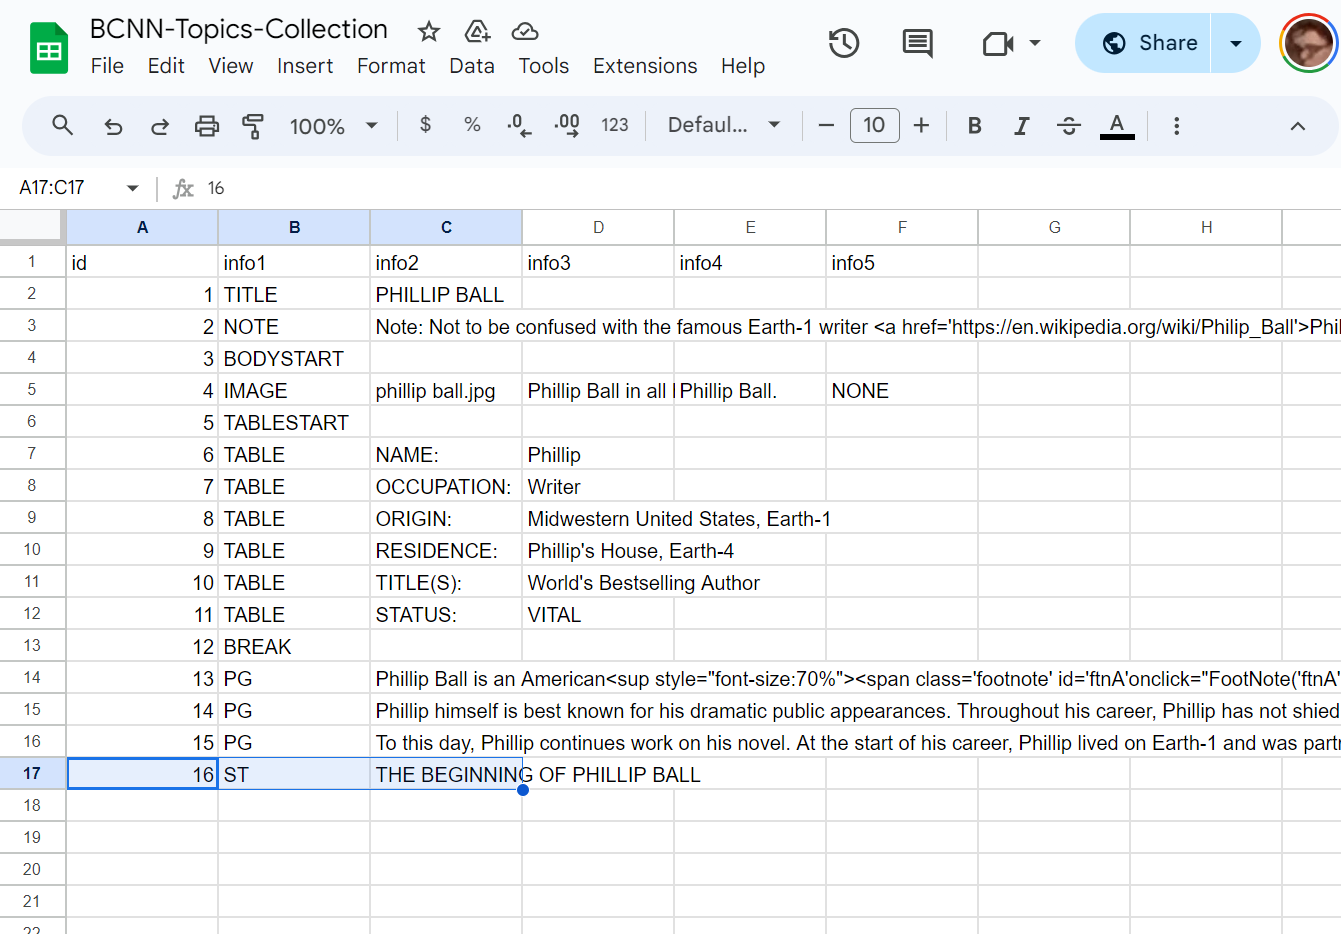 BCNN-Topics-Collection
File Edit View Insert Format Data Tools Extensions Help
Share
100% $ % .0 .00 123 Defaul... 10 B I S A
A17:C17 fx 16
A B C D E F G H
1 id info1 info2 info3 info4 info5
2 1 TITLE PHILLIP BALL
3 2 NOTE Note: Not to be confused with the famous Earth-1 writer <a href='https://en.wikipedia.org/wiki/Philip_Ball'>Phil
4 3 BODYSTART
5 4 IMAGE phillip ball.jpg Phillip Ball in all Phillip Ball. NONE
6 5 TABLESTART
7 6 TABLE NAME: Phillip
8 7 TABLE OCCUPATION: Writer
9 8 TABLE ORIGIN: Midwestern United States, Earth-1
10 9 TABLE RESIDENCE: Phillip's House, Earth-4
11 10 TABLE TITLE(S): World's Bestselling Author
12 11 TABLE STATUS: VITAL
13 12 BREAK
14 13 PG Phillip Ball is an American<sup style="font-size:70%"><span class='footnote' id='ftnA'onclick="FootNote('ftnA'
15 14 PG Phillip himself is best known for his dramatic public appearances. Throughout his career, Phillip has not shied
16 15 PG To this day, Phillip continues work on his novel. At the start of his career, Phillip lived on Earth-1 and was partn
17 16 ST THE BEGINNING OF PHILLIP BALL
18
19
20
21
22